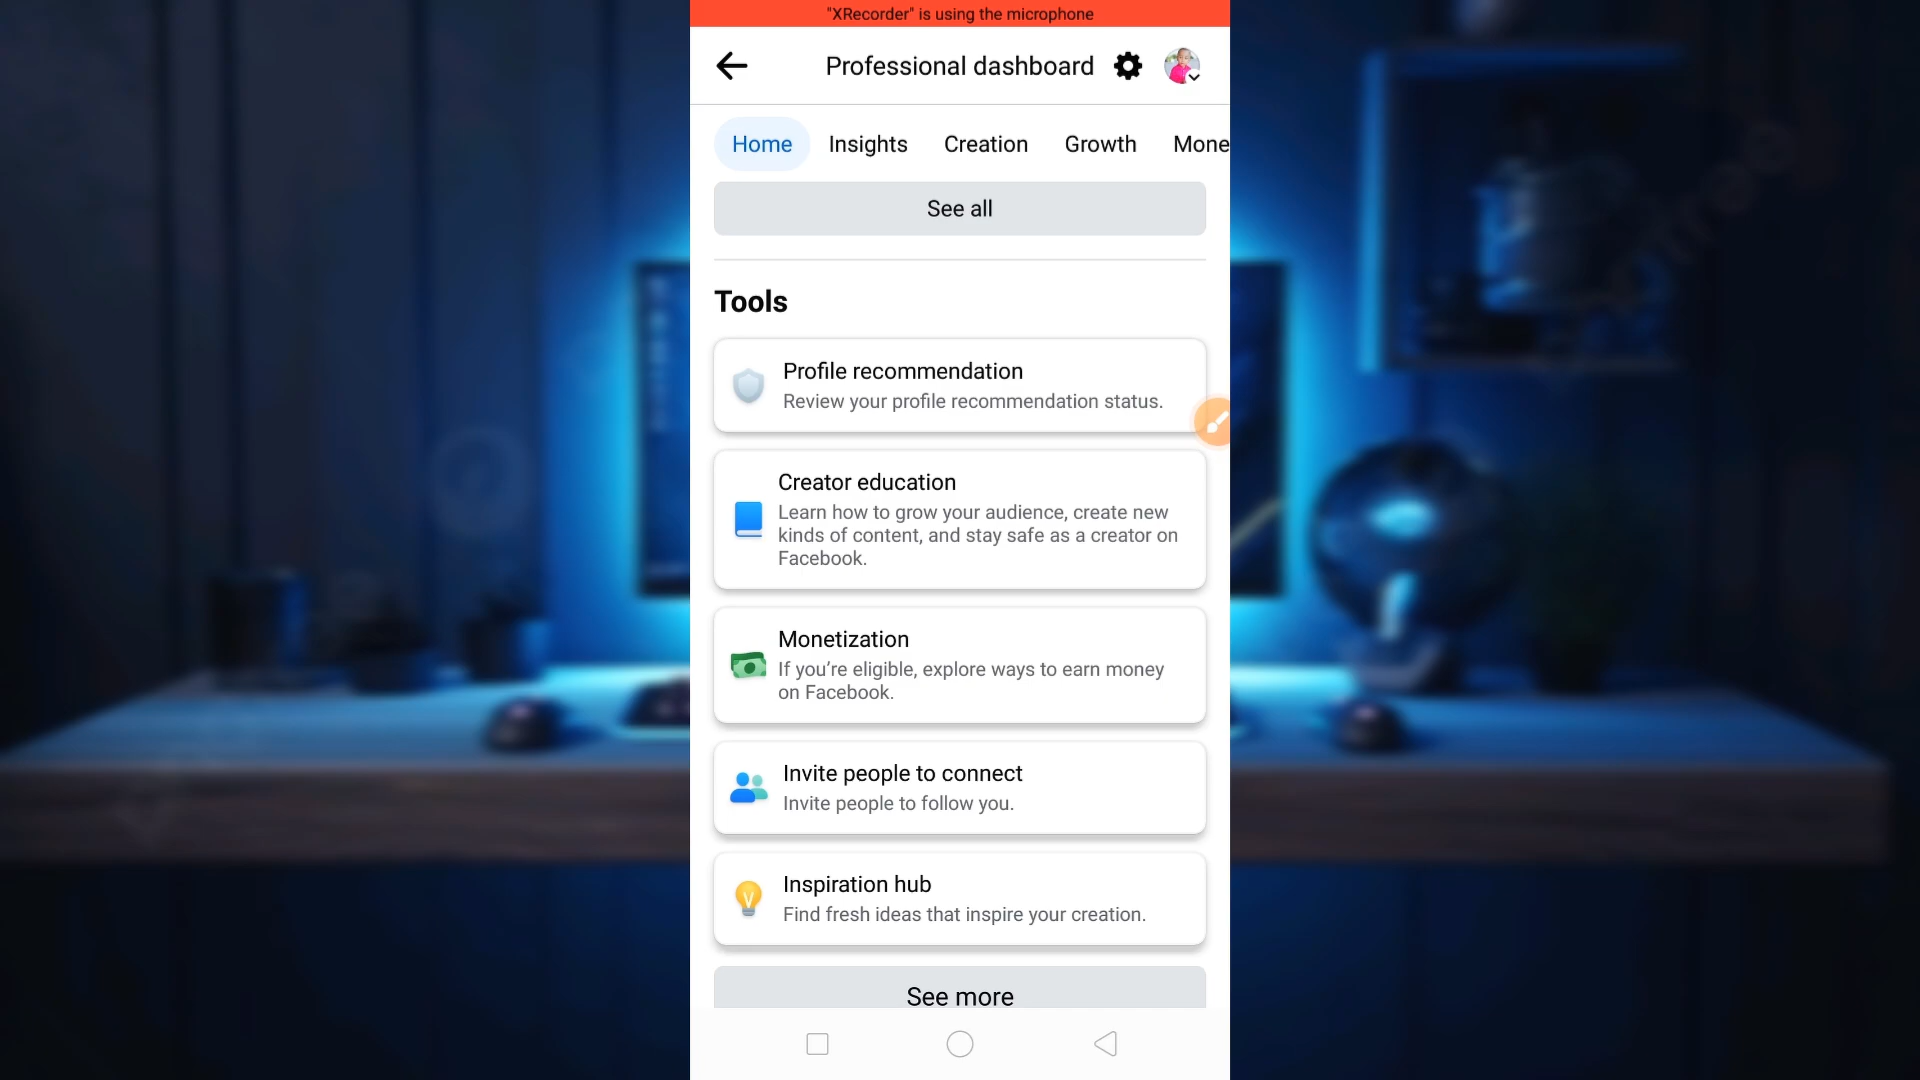 "XRecorder" is using the microphone
Professional dashboard
Home Insights Creation Growth Mone
See all
Tools
Profile recommendation
Review your profile recommendation status.
Creator education
Learn how to grow your audience, create new
kinds of content, and stay safe as a creator on
Facebook.
Monetization
If you’re eligible, explore ways to earn money
on Facebook.
Invite people to connect
Invite people to follow you.
Inspiration hub
Find fresh ideas that inspire your creation.
See more